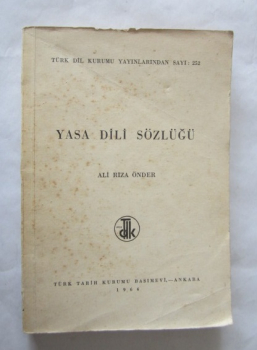 TÜRK DİL KURUMU YAYINLARINDAN SAYI: 252
YASA DİLİ SÖZLÜĞÜ
ALİ RIZA ÖNDER
Tdk
TÜRK TARİH KURUMU BASIMEVİ—ANKARA
1966